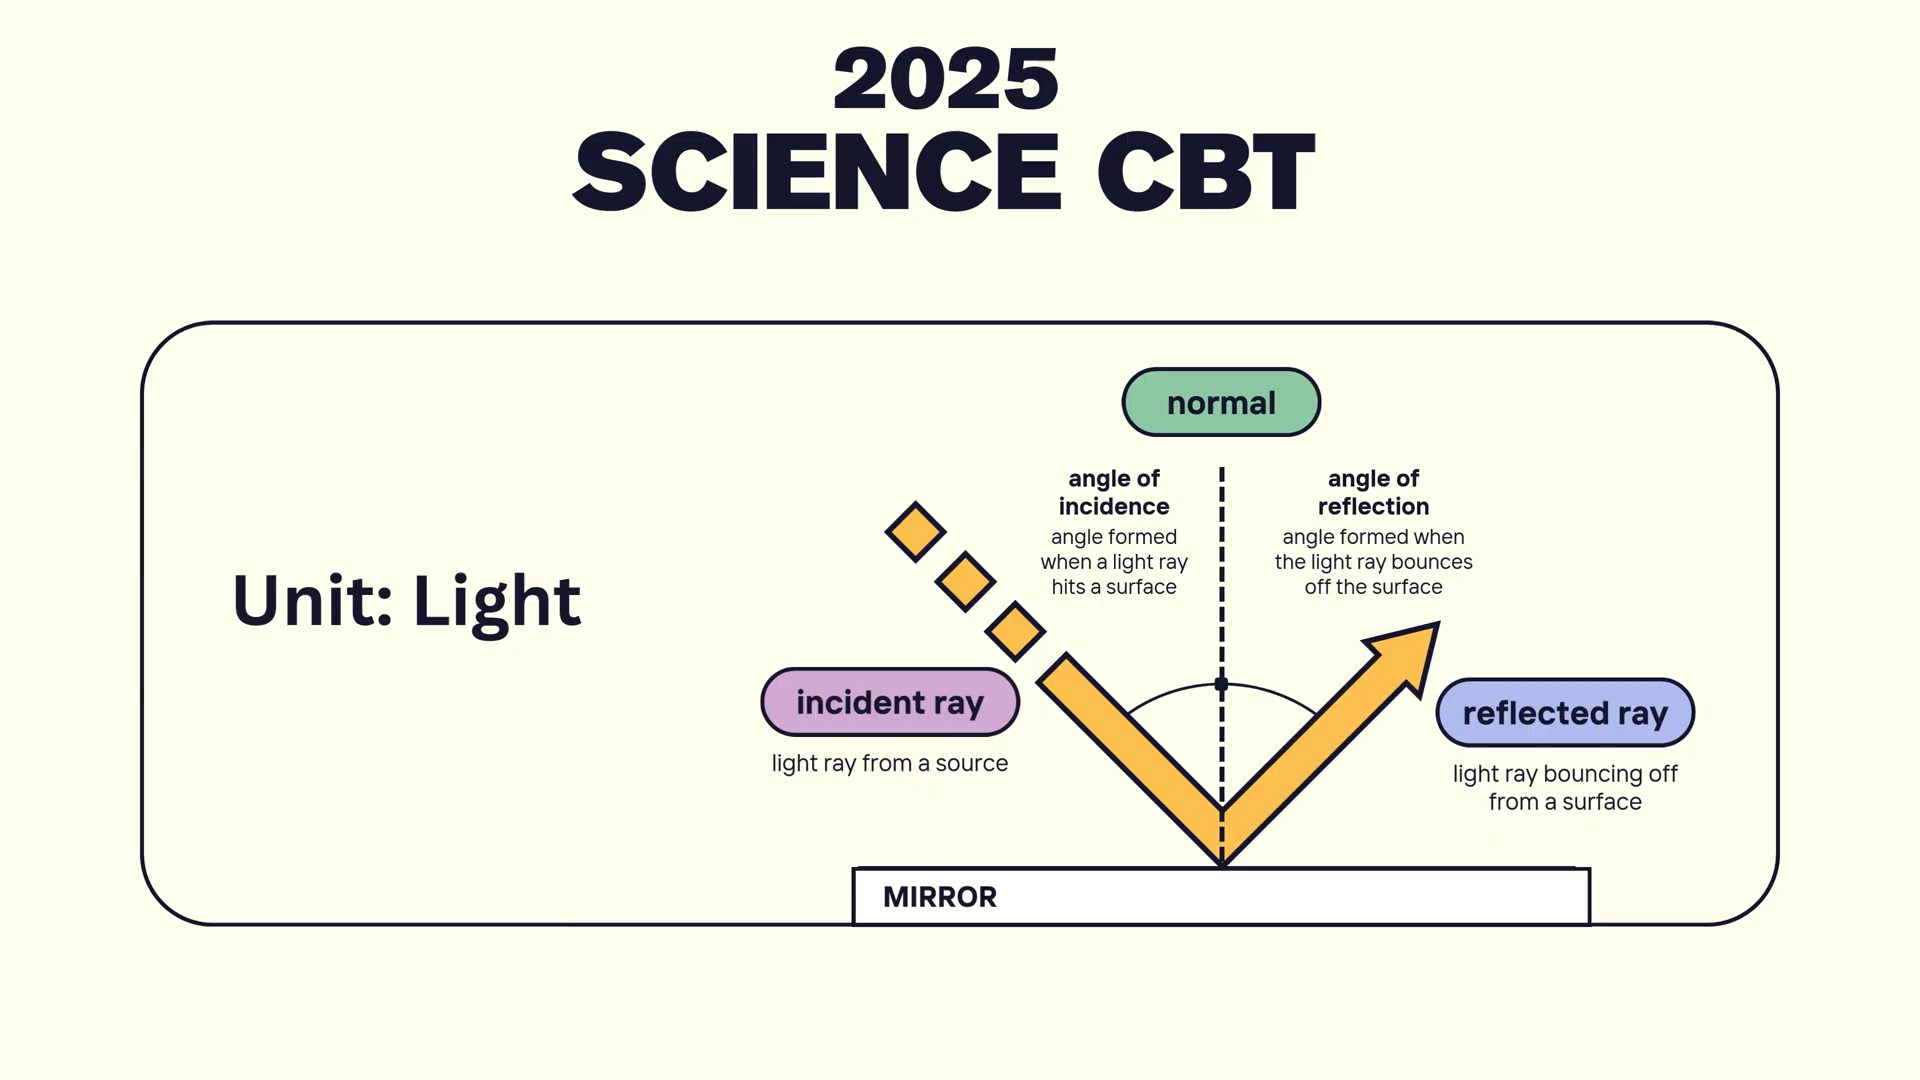 2025
SCIENCE CBT
Unit: Light
normal
angle of
incidence
angle formed
when a light ray
hits a surface
angle of
reflection
angle formed when
the light ray bounces
off the surface
incident ray
light ray from a source
reflected ray
light ray bouncing off
from a surface
MIRROR